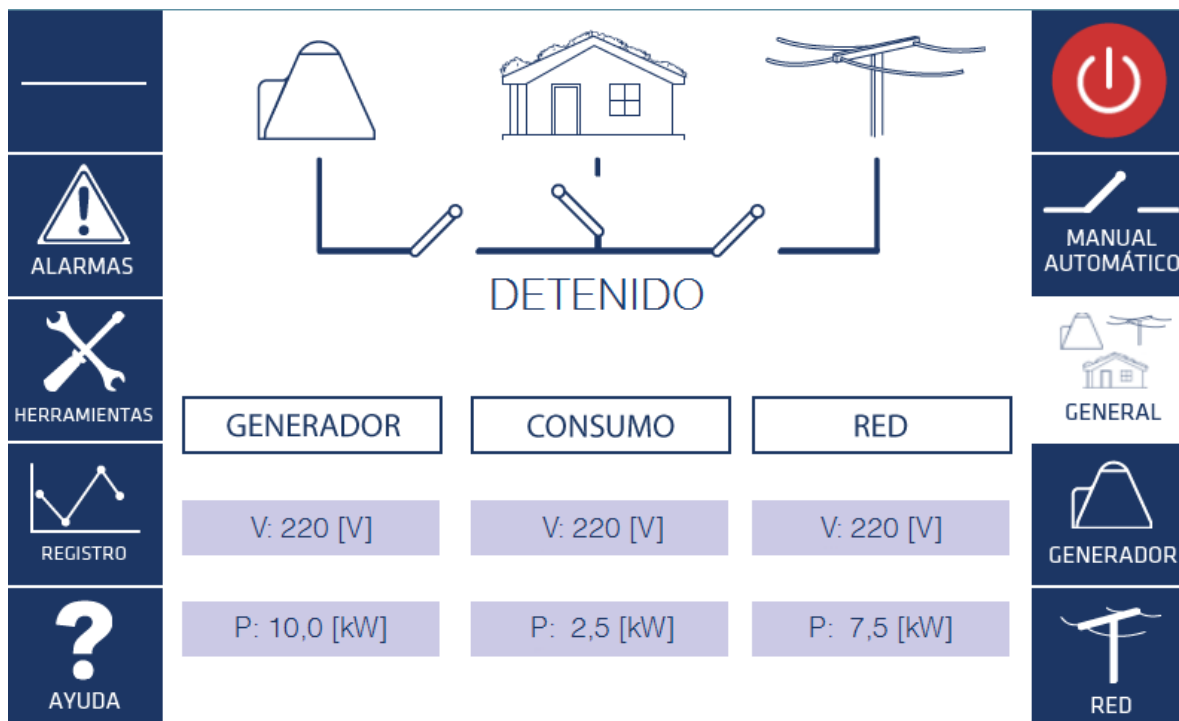 ALARMAS
HERRAMIENTAS
REGISTRO
AYUDA
DETENIDO
GENERADOR
CONSUMO
RED
V: 220 [V]
V: 220 [V]
V: 220 [V]
P: 10,0 [kW]
P: 2,5 [kW]
P: 7,5 [kW]
MANUAL
AUTOMÁTICO
GENERAL
GENERADOR
RED